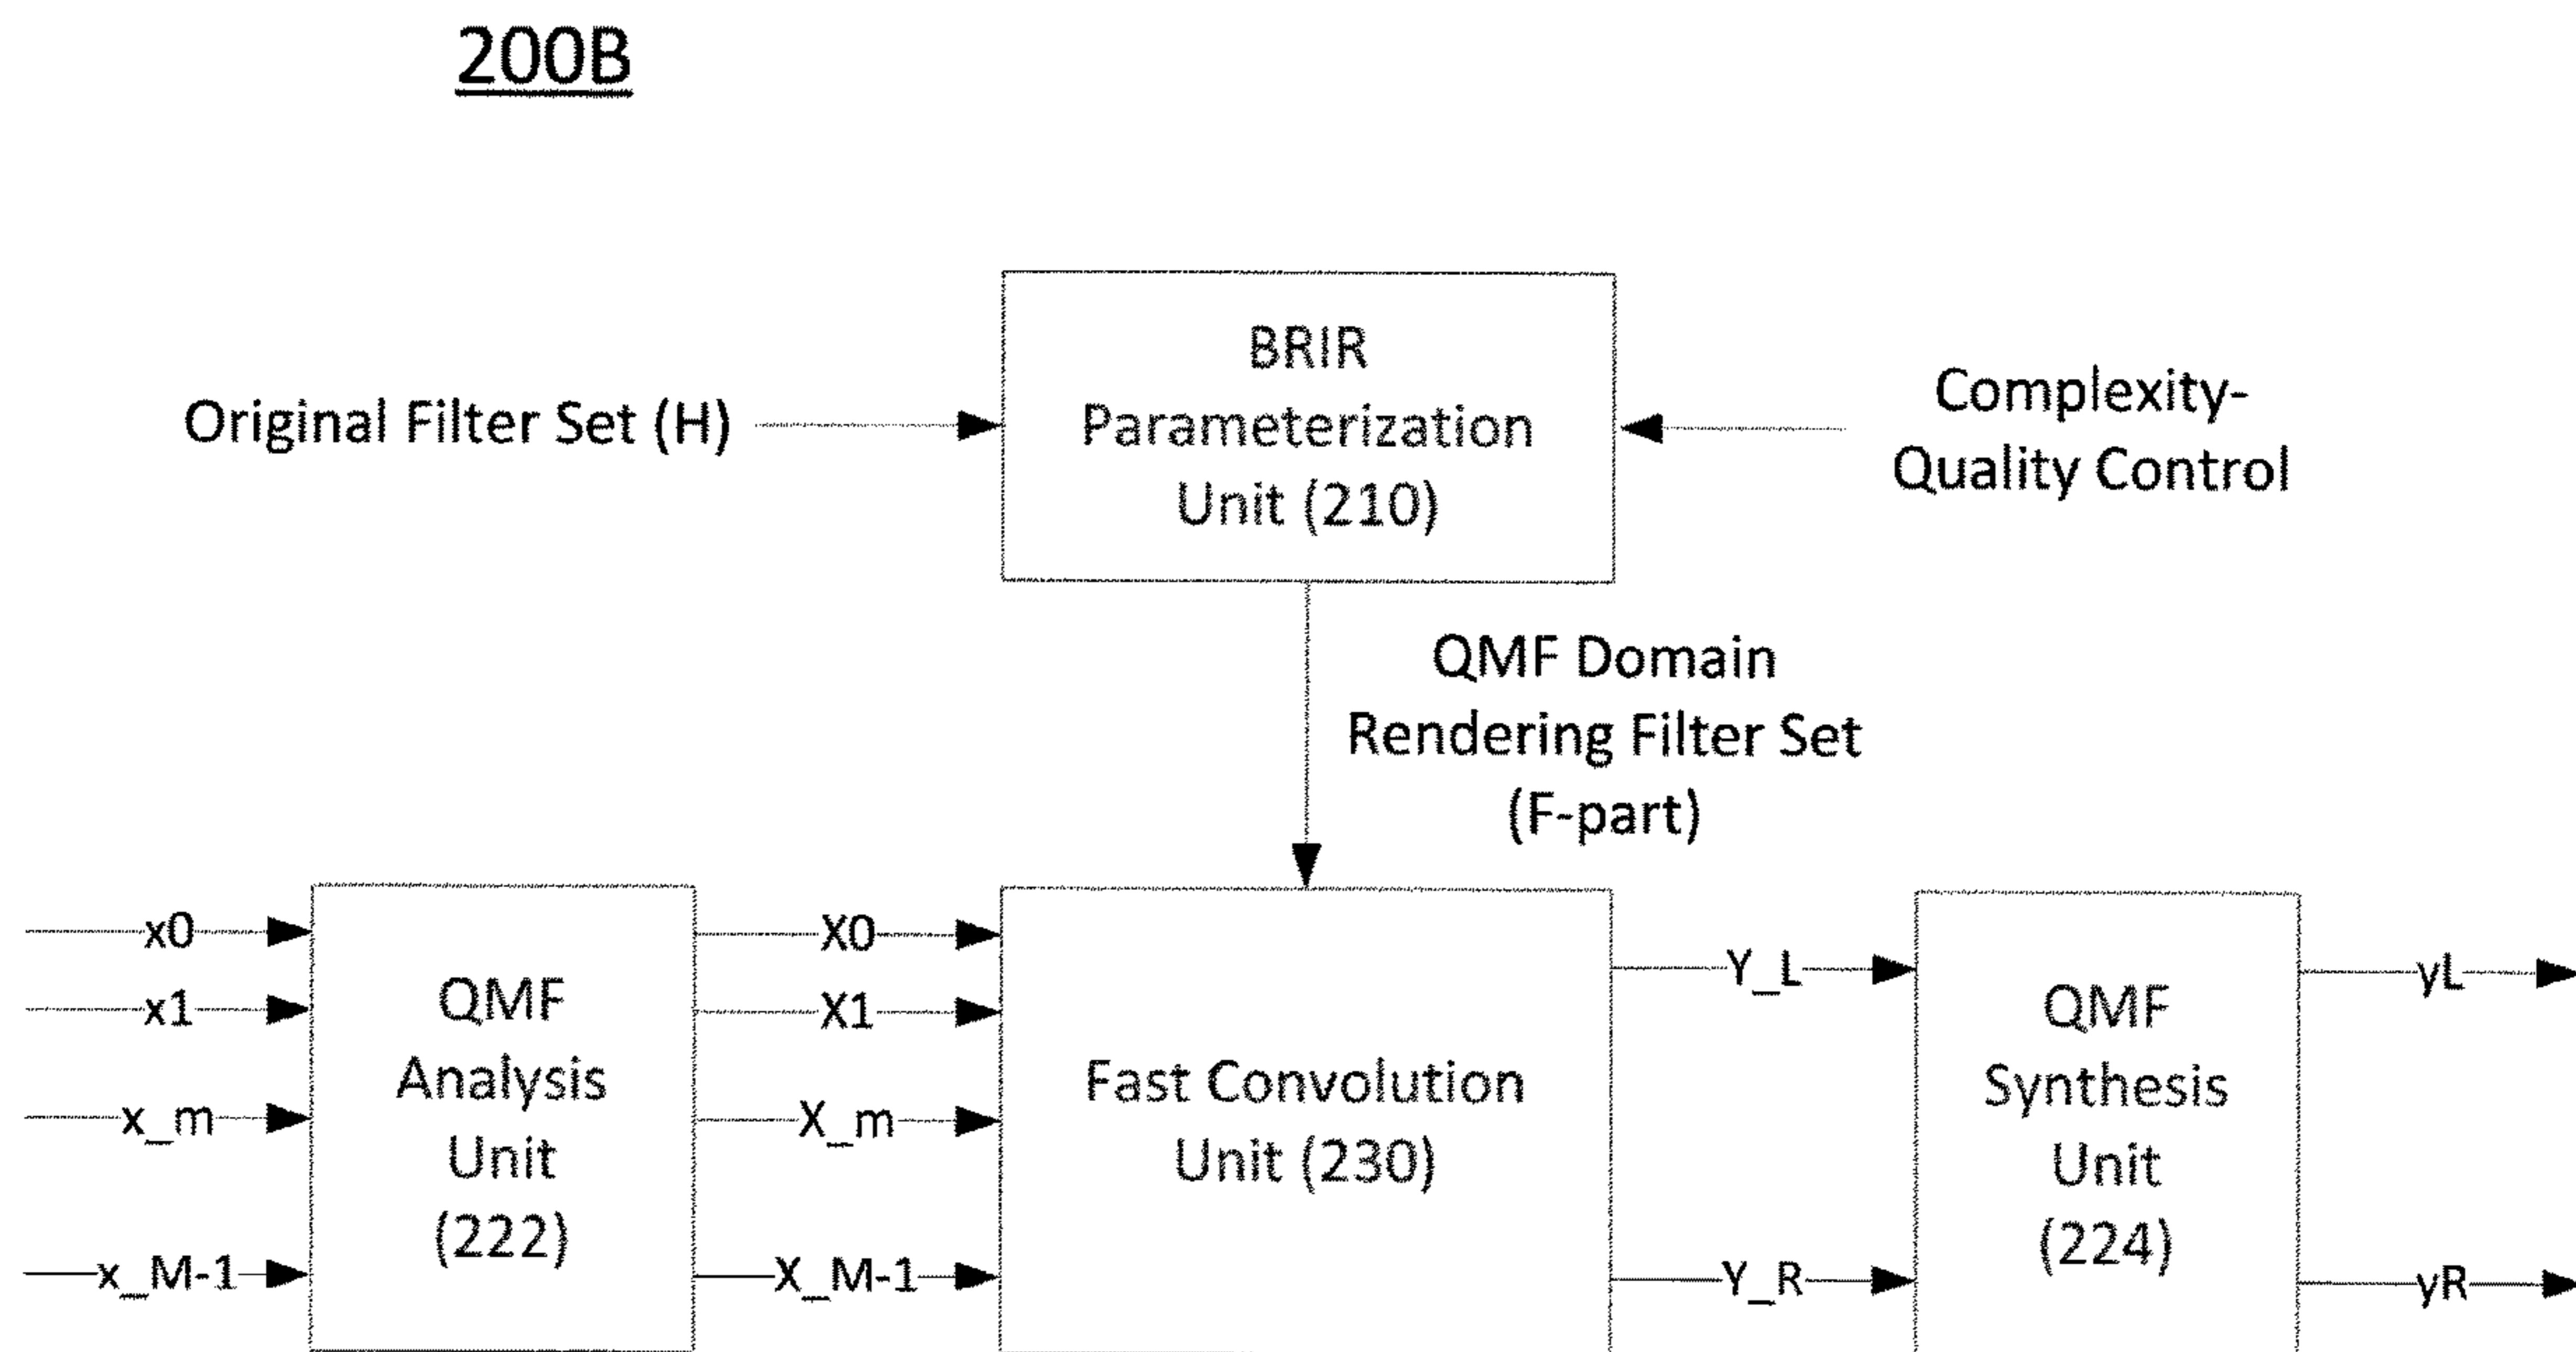 200B
BRIR
Parameterization
Unit (210)
Original Filter Set (H)
Complexity-
Quality Control
QMF Domain
Rendering Filter Set
(F-part)
x0
x1
x_m
x_M-1
QMF
Analysis
Unit
(222)
X0
X1
X_m
X_M-1
Fast Convolution
Unit (230)
Y_L
Y_R
QMF
Synthesis
Unit
(224)
yL
yR